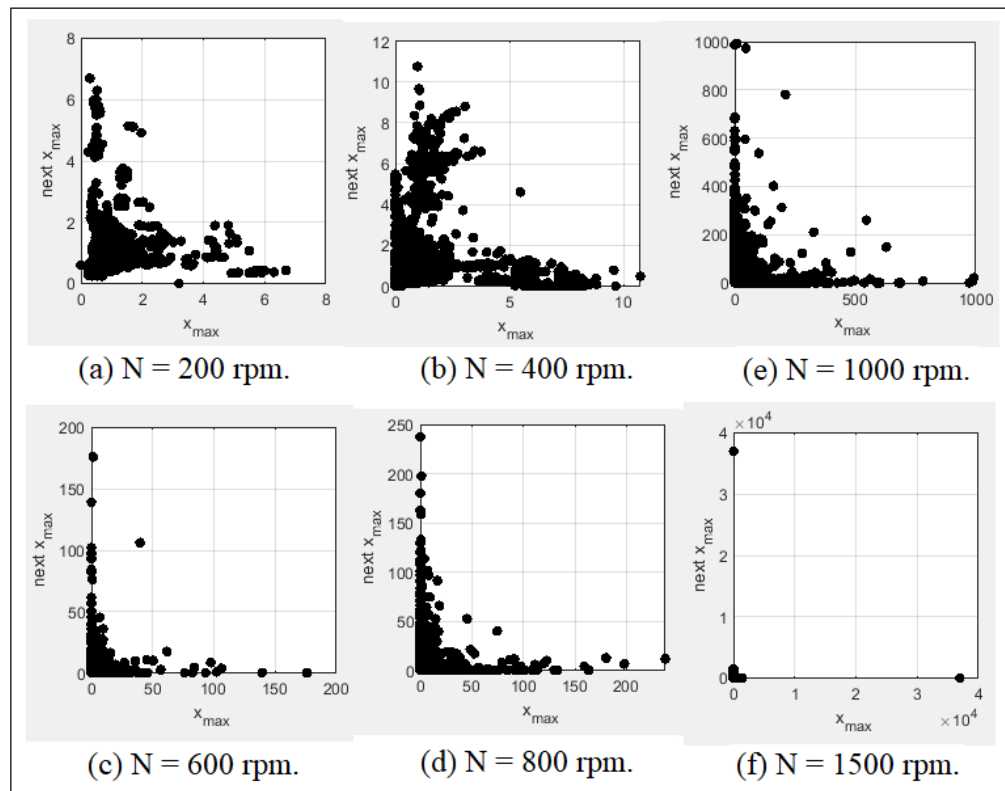 8
6
4
2
0
0 2 4 6 8
next x_max
x_max
(a) N = 200 rpm.
12
10
8
6
4
2
0
0 5 10
next x_max
x_max
(b) N = 400 rpm.
1000
800
600
400
200
0
0 500 1000
next x_max
x_max
(e) N = 1000 rpm.
200
150
100
50
0
0 50 100 150 200
next x_max
x_max
(c) N = 600 rpm.
250
200
150
100
50
0
0 50 100 150 200
next x_max
x_max
(d) N = 800 rpm.
×10^4
4
3
2
1
0
0 1 2 3 4
next x_max
x_max
×10^4
(f) N = 1500 rpm.